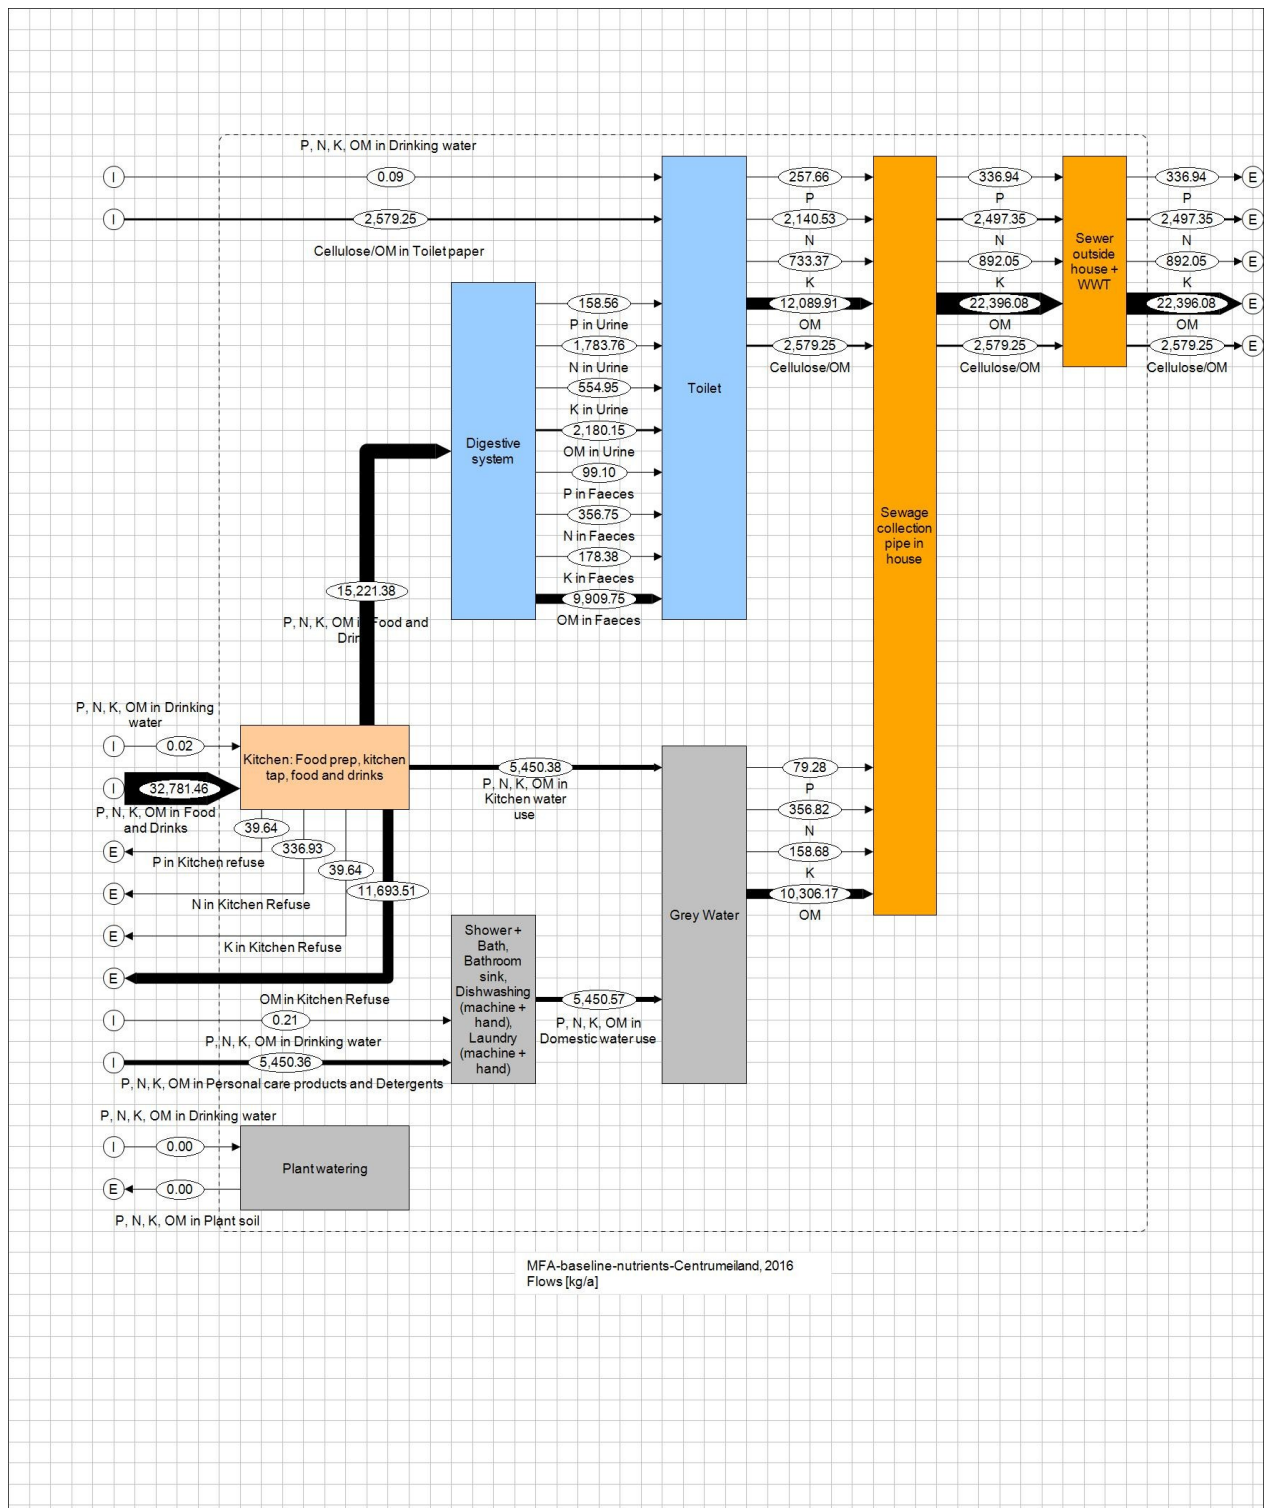 P, N, K, OM in Drinking water
I
0.09
257.66
336.94
336.94
E
P
P
P
I
2,579.25
2,140.53
2,497.35
2,497.35
E
Cellulose/OM in Toilet paper
N
N
N
733.37
892.05
892.05
E
K
K
K
12,089.91
22,396.08
22,396.08
E
OM
OM
OM
2,579.25
2,579.25
2,579.25
E
Cellulose/OM
Cellulose/OM
Cellulose/OM
Sewer
outside
house +
WWT
158.56
P in Urine
1,783.76
N in Urine
554.95
K in Urine
2,180.15
OM in Urine
99.10
P in Faeces
356.75
N in Faeces
178.38
K in Faeces
9,909.75
OM in Faeces
Toilet
Digestive
system
Sewage
collection
pipe in
house
15,221.38
P, N, K, OM in Food and
Drin
P, N, K, OM in Drinking
water
I
0.02
Kitchen: Food prep, kitchen
tap, food and drinks
I
32,781.46
P, N, K, OM in Food
and Drinks
5,450.38
P, N, K, OM in
Kitchen water
use
39.64
336.93
39.64
11,693.51
E
P in Kitchen refuse
E
N in Kitchen Refuse
E
K in Kitchen Refuse
E
OM in Kitchen Refuse
79.28
P
356.82
N
158.68
K
10,306.17
OM
Grey Water
Shower +
Bath,
Bathroom
sink,
Dishwashing
(machine +
hand),
Laundry
(machine +
hand)
5,450.57
P, N, K, OM in
Domestic water use
I
0.21
P, N, K, OM in Drinking water
I
5,450.36
P, N, K, OM in Personal care products and Detergents
P, N, K, OM in Drinking water
I
0.00
Plant watering
E
0.00
P, N, K, OM in Plant soil
MFA-baseline-nutrients-Centrumeiland, 2016
Flows [kg/a]